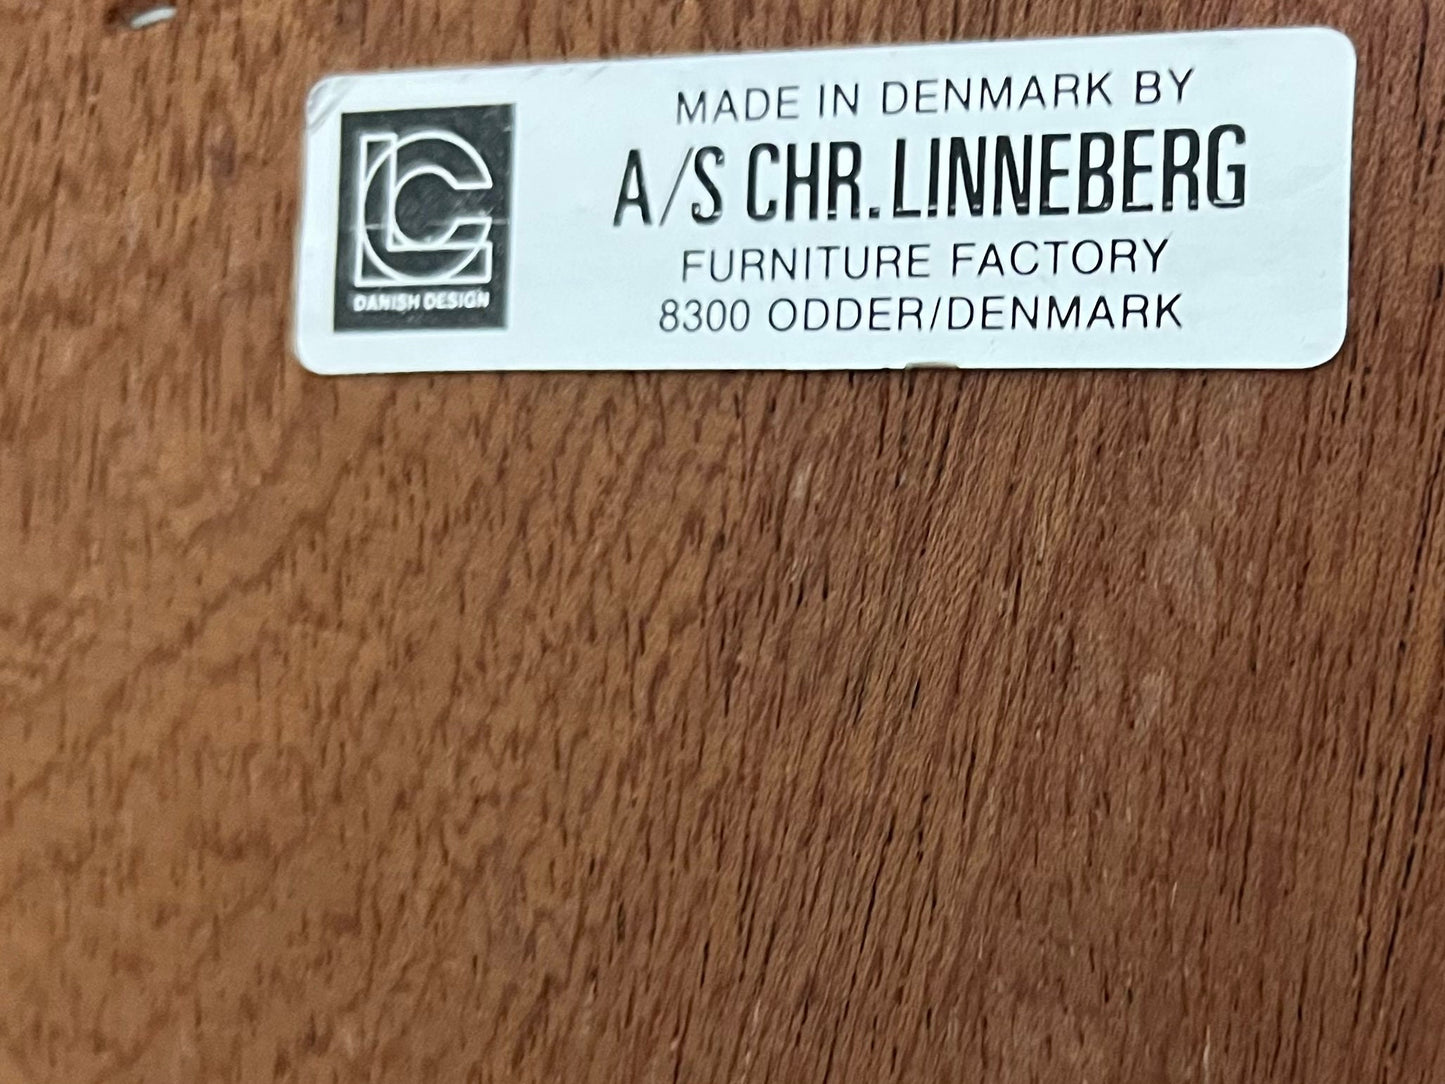 LC
DANISH DESIGN
MADE IN DENMARK BY
A/S CHR. LINNEBERG
FURNITURE FACTORY
8300 ODDER/DENMARK